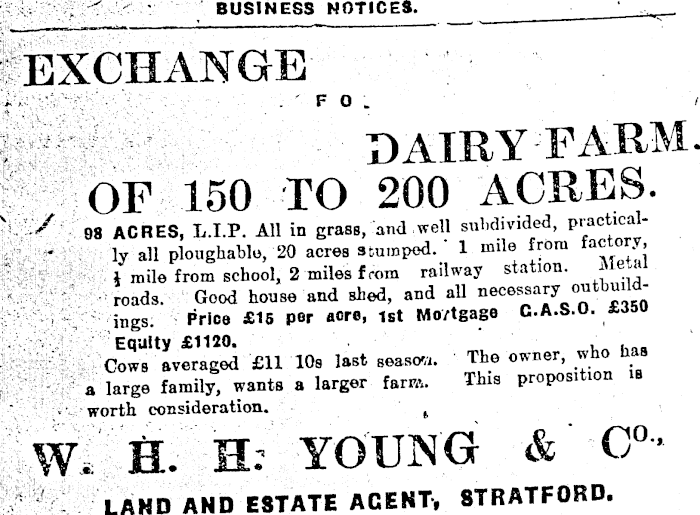 BUSINESS NOTICES.
EXCHANGE
FO
DAIRY FARM.
OF 150 TO 200 ACRES.
98 ACRES, L.I.P. All in grass, and well subdivided, practical-
ly all ploughable, 20 acres stumped. 1 mile from factory,
mile from school, 2 miles from railway station. Metal
roads. Good house and shed, and all necessary outbuild-
ings. Price £15 per acre, 1st Mortgage G.A.S.O. £350
Equity £1120.
Cows averaged £11 10s last season. The owner, who has
a large family, wants a larger farm. This proposition is
worth consideration.
W. H. H. YOUNG & Co.,
LAND AND ESTATE AGENT, STRATFORD.